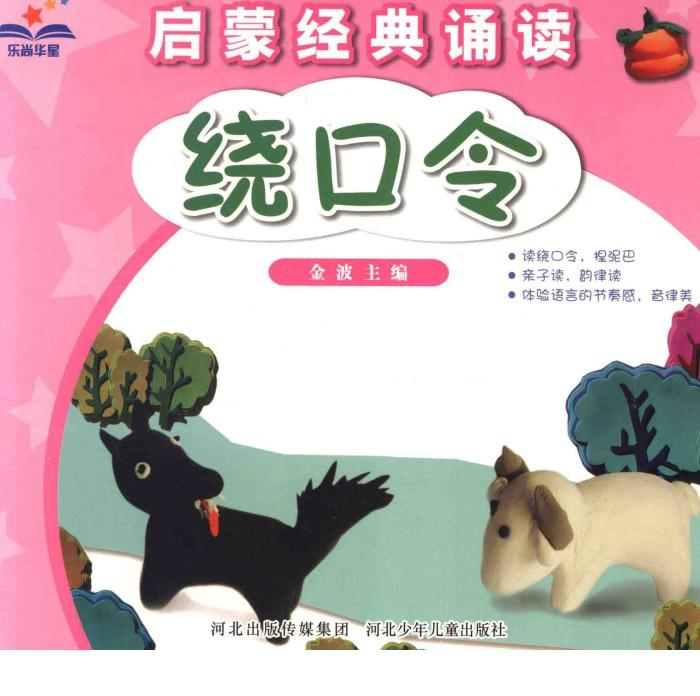 乐尚华星
启蒙经典诵读
绕口令
金波主编
• 读绕口令，捏泥巴
• 亲子读，韵律读
• 体验语言的节奏感，音律美
河北出版传媒集团 河北少年儿童出版社